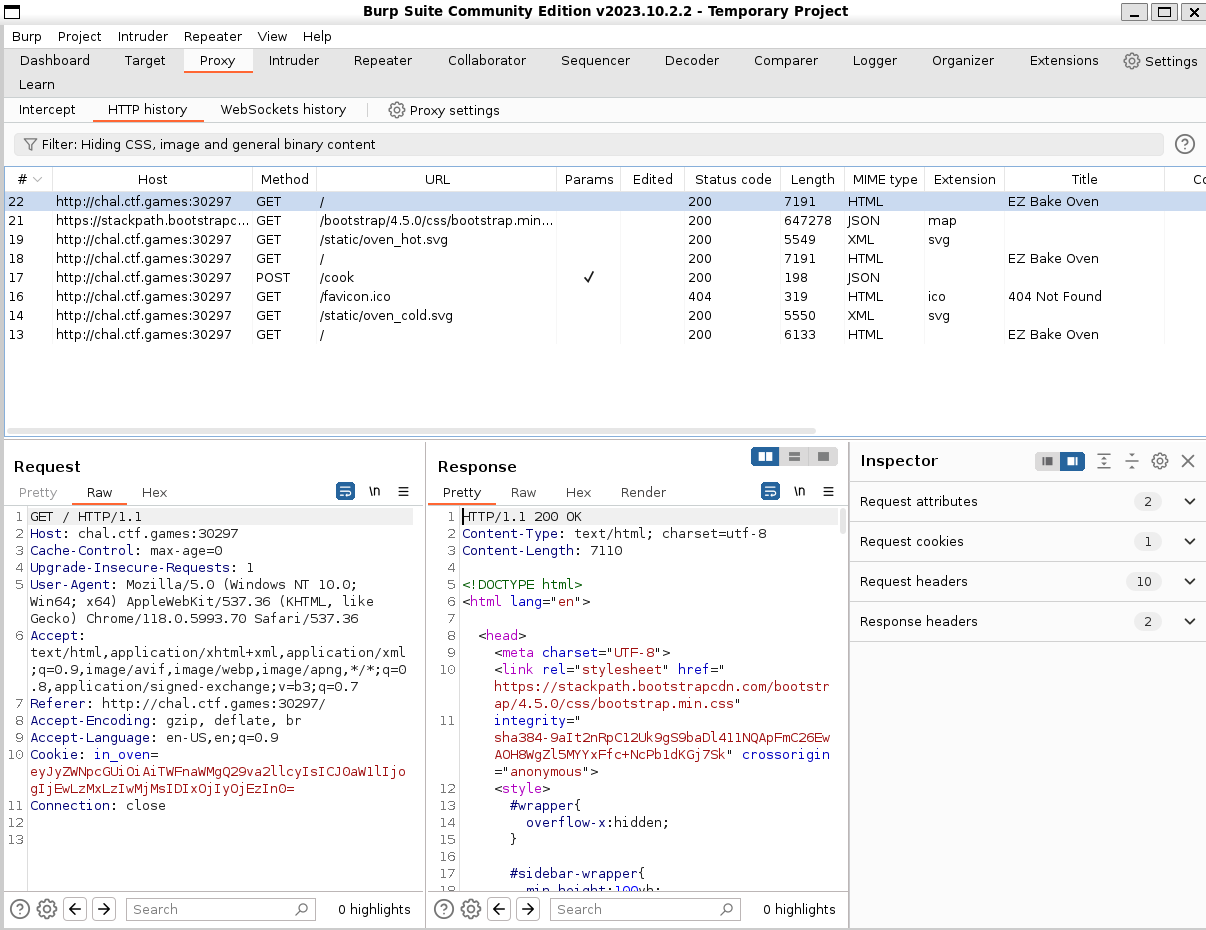 Burp Suite Community Edition v2023.10.2.2 - Temporary Project
Burp Project Intruder Repeater View Help
Dashboard Target Proxy Intruder Repeater Collaborator Sequencer Decoder Comparer Logger Organizer Extensions Settings
Learn
Intercept HTTP history WebSockets history Proxy settings
Filter: Hiding CSS, image and general binary content
# Host Method URL Params Edited Status code Length MIME type Extension Title Co
22 http://chal.ctf.games:30297 GET / 200 7191 HTML EZ Bake Oven
21 https://stackpath.bootstrapc... GET /bootstrap/4.5.0/css/bootstrap.min... 200 647278 JSON map
19 http://chal.ctf.games:30297 GET /static/oven_hot.svg 200 5549 XML svg
18 http://chal.ctf.games:30297 GET / 200 7191 HTML EZ Bake Oven
17 http://chal.ctf.games:30297 POST /cook ✓ 200 198 JSON
16 http://chal.ctf.games:30297 GET /favicon.ico 404 319 HTML ico 404 Not Found
14 http://chal.ctf.games:30297 GET /static/oven_cold.svg 200 5550 XML svg
13 http://chal.ctf.games:30297 GET / 200 6133 HTML EZ Bake Oven
Request
Pretty Raw Hex \n
1 GET / HTTP/1.1
2 Host: chal.ctf.games:30297
3 Cache-Control: max-age=0
4 Upgrade-Insecure-Requests: 1
5 User-Agent: Mozilla/5.0 (Windows NT 10.0;
Win64; x64) AppleWebKit/537.36 (KHTML, like
Gecko) Chrome/118.0.5993.70 Safari/537.36
6 Accept:
text/html,application/xhtml+xml,application/xml
;q=0.9,image/avif,image/webp,image/apng,*/*;q=0
.8,application/signed-exchange;v=b3;q=0.7
7 Referer: http://chal.ctf.games:30297/
8 Accept-Encoding: gzip, deflate, br
9 Accept-Language: en-US,en;q=0.9
10 Cookie: in_oven=
eyJyZWNpcGUiOiAiTWFnaWMgQ29va2llcyIsICJ0aW1lIjo
gIjEwLzMxLzIwMjMsIDIxOjIyOjEzIn0=
11 Connection: close
12
13
Search 0 highlights
Response
Pretty Raw Hex Render \n
1 HTTP/1.1 200 OK
2 Content-Type: text/html; charset=utf-8
3 Content-Length: 7110
4
5 <!DOCTYPE html>
6 <html lang="en">
7
8 <head>
9 <meta charset="UTF-8">
10 <link rel="stylesheet" href="
https://stackpath.bootstrapcdn.com/bootstr
ap/4.5.0/css/bootstrap.min.css"
11 integrity="
sha384-9aIt2nRpC12Uk9gS9baDl411NQApFmC26Ew
AOH8WgZl5MYYxFfc+NcPb1dKGj7Sk" crossorigin
="anonymous">
12 <style>
13 #wrapper{
14 overflow-x:hidden;
15 }
16
17 #sidebar-wrapper{
18 min-height:100vh;
Search 0 highlights
Inspector
Request attributes 2
Request cookies 1
Request headers 10
Response headers 2